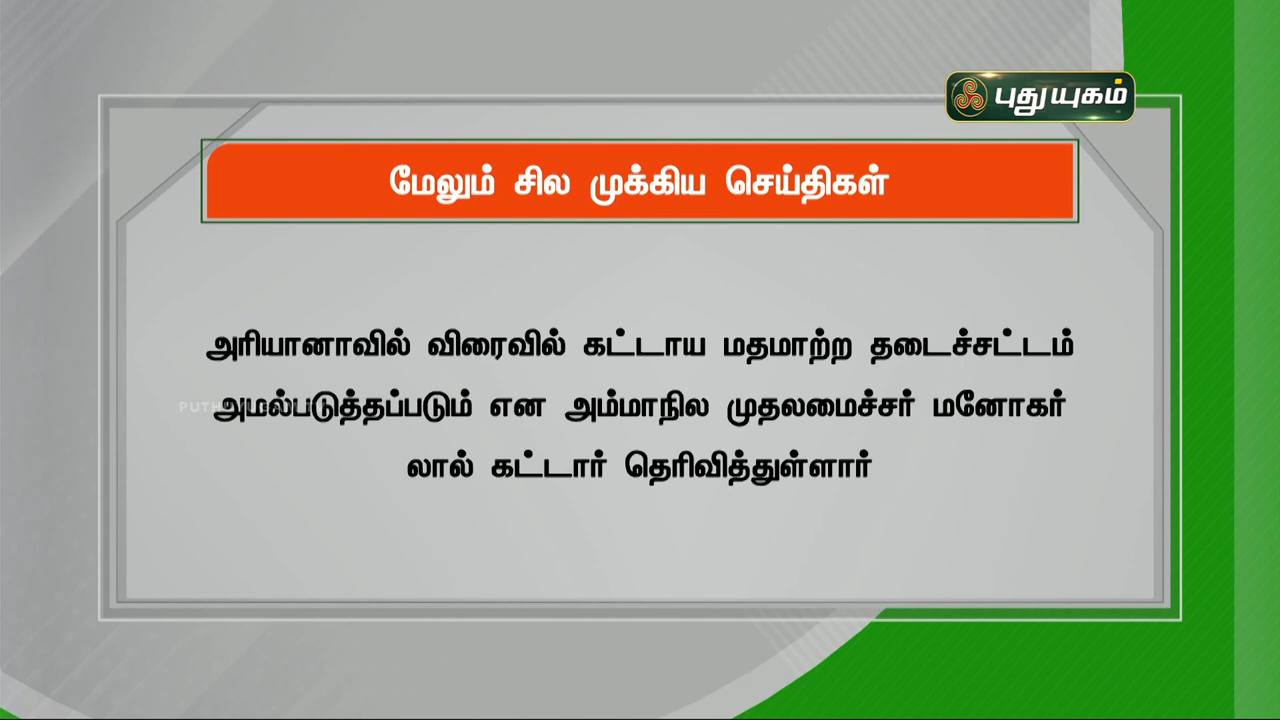 புதுயுகம்
மேலும் சில முக்கிய செய்திகள்
அரியானாவில் விரைவில் கட்டாய மதமாற்ற தடைச்சட்டம்
அமல்படுத்தப்படும் என அம்மாநில முதலமைச்சர் மனோகர்
லால் கட்டார் தெரிவித்துள்ளார்